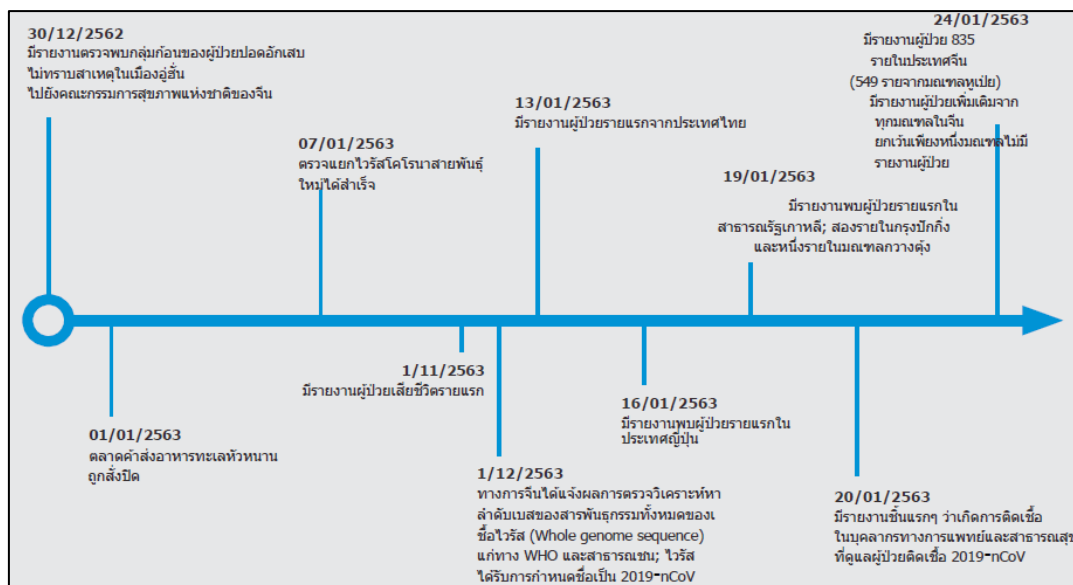 30/12/2562
มีรายงานตรวจพบกลุ่มก้อนของผู้ป่วยปอดอักเสบ
ไม่ทราบสาเหตุในเมืองอู่ฮั่น
ไปยังคณะกรรมการสุขภาพแห่งชาติของจีน
01/01/2563
ตลาดค้าส่งอาหารทะเลหัวหนาน
ถูกสั่งปิด
07/01/2563
ตรวจแยกไวรัสโคโรนาสายพันธุ์
ใหม่ได้สำเร็จ
1/11/2563
มีรายงานผู้ป่วยเสียชีวิตรายแรก
1/12/2563
ทางการจีนได้แจ้งผลการตรวจวิเคราะห์หา
ลำดับเบสของสารพันธุกรรมทั้งหมดของเ
ชื้อไวรัส (Whole genome sequence)
แก่ทาง WHO และสาธารณชน; ไวรัส
ได้รับการกำหนดชื่อเป็น 2019-nCoV
13/01/2563
มีรายงานผู้ป่วยรายแรกจากประเทศไทย
16/01/2563
มีรายงานพบผู้ป่วยรายแรกใน
ประเทศญี่ปุ่น
19/01/2563
มีรายงานพบผู้ป่วยรายแรกใน
สาธารณรัฐเกาหลี; สองรายในกรุงปักกิ่ง
และหนึ่งรายในมณฑลกวางตุ้ง
20/01/2563
มีรายงานชิ้นแรกๆ ว่าเกิดการติดเชื้อ
ในบุคลากรทางการแพทย์และสาธารณสุข
ที่ดูแลผู้ป่วยติดเชื้อ 2019-nCoV
24/01/2563
มีรายงานผู้ป่วย 835
รายในประเทศจีน
(549 รายจากมณฑลหูเป่ย)
มีรายงานผู้ป่วยเพิ่มเติมจาก
ทุกมณฑลในจีน
ยกเว้นเพียงหนึ่งมณฑลไม่มี
รายงานผู้ป่วย